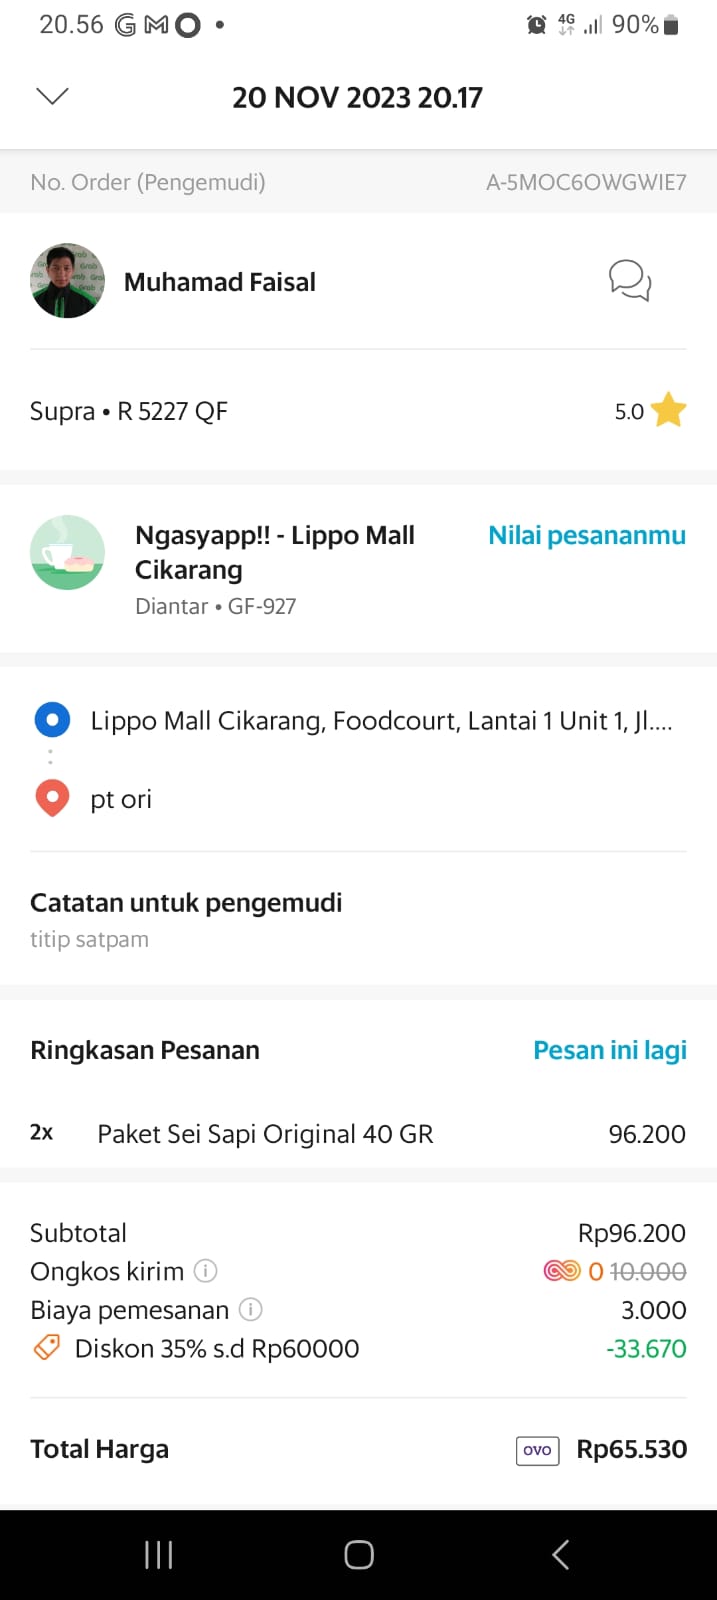 20.56
4G 90%
20 NOV 2023 20.17
No. Order (Pengemudi) A-5MOC6OWGWIE7
Muhamad Faisal
Supra • R 5227 QF 5.0
Ngasyapp!! - Lippo Mall Nilai pesananmu
Cikarang
Diantar • GF-927
Lippo Mall Cikarang, Foodcourt, Lantai 1 Unit 1, Jl....
pt ori
Catatan untuk pengemudi
titip satpam
Ringkasan Pesanan Pesan ini lagi
2x Paket Sei Sapi Original 40 GR 96.200
Subtotal Rp96.200
Ongkos kirim 0 10.000
Biaya pemesanan 3.000
Diskon 35% s.d Rp60000 -33.670
Total Harga OVO Rp65.530